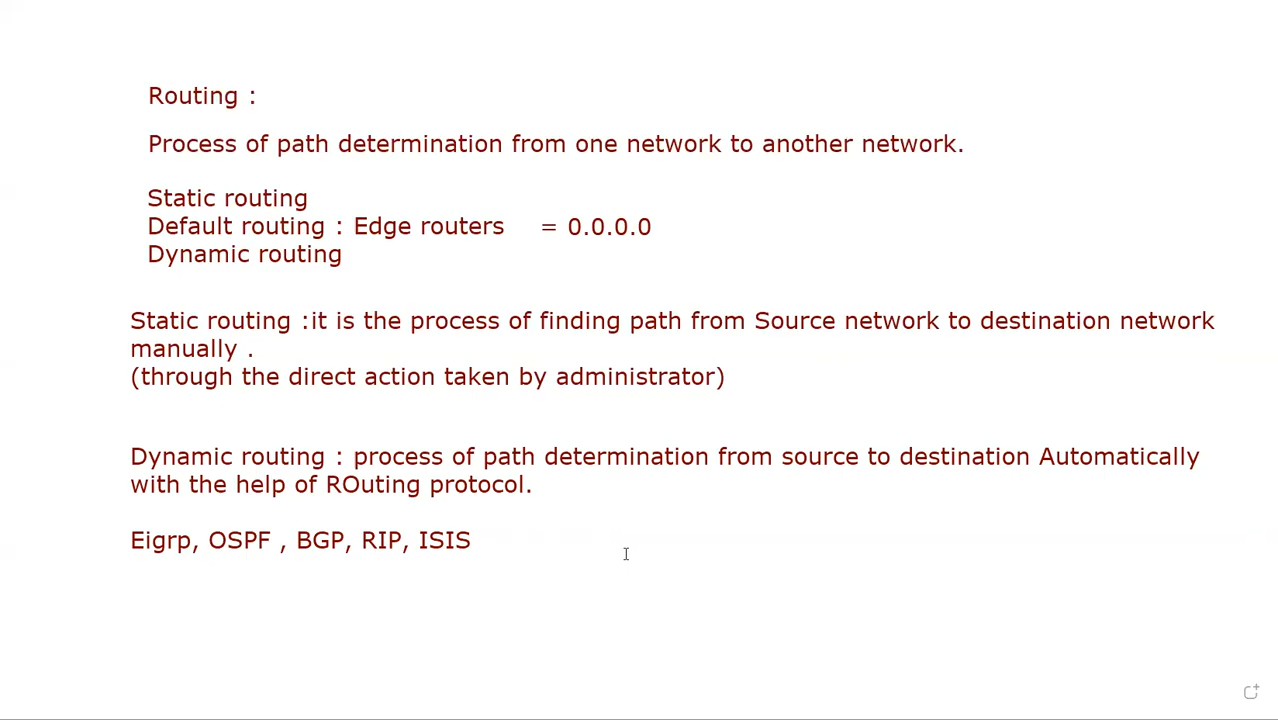 Routing :
Process of path determination from one network to another network.
Static routing
Default routing : Edge routers = 0.0.0.0
Dynamic routing
Static routing :it is the process of finding path from Source network to destination network
manually .
(through the direct action taken by administrator)
Dynamic routing : process of path determination from source to destination Automatically
with the help of ROuting protocol.
Eigrp, OSPF , BGP, RIP, ISIS